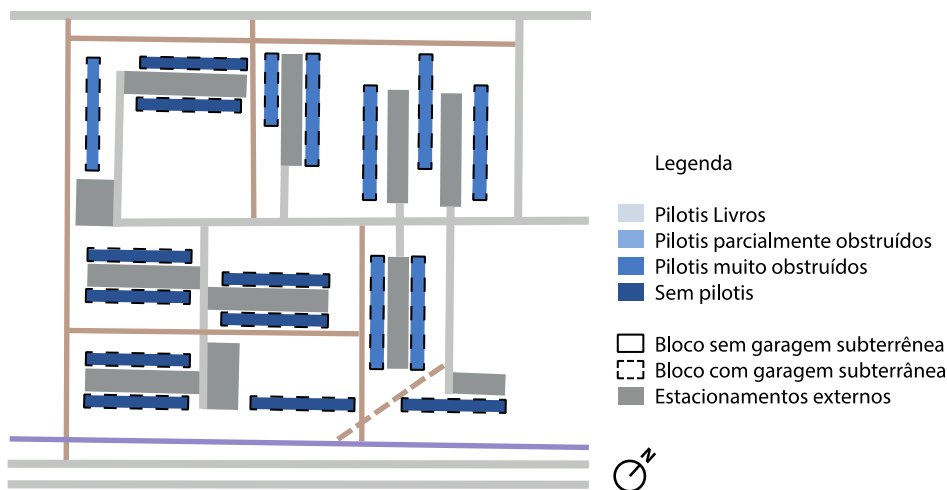 Legenda
Pilotis Livros
Pilotis parcialmente obstruídos
Pilotis muito obstruídos
Sem pilotis
Bloco sem garagem subterrênea
Bloco com garagem subterrânea
Estacionamentos externos
N